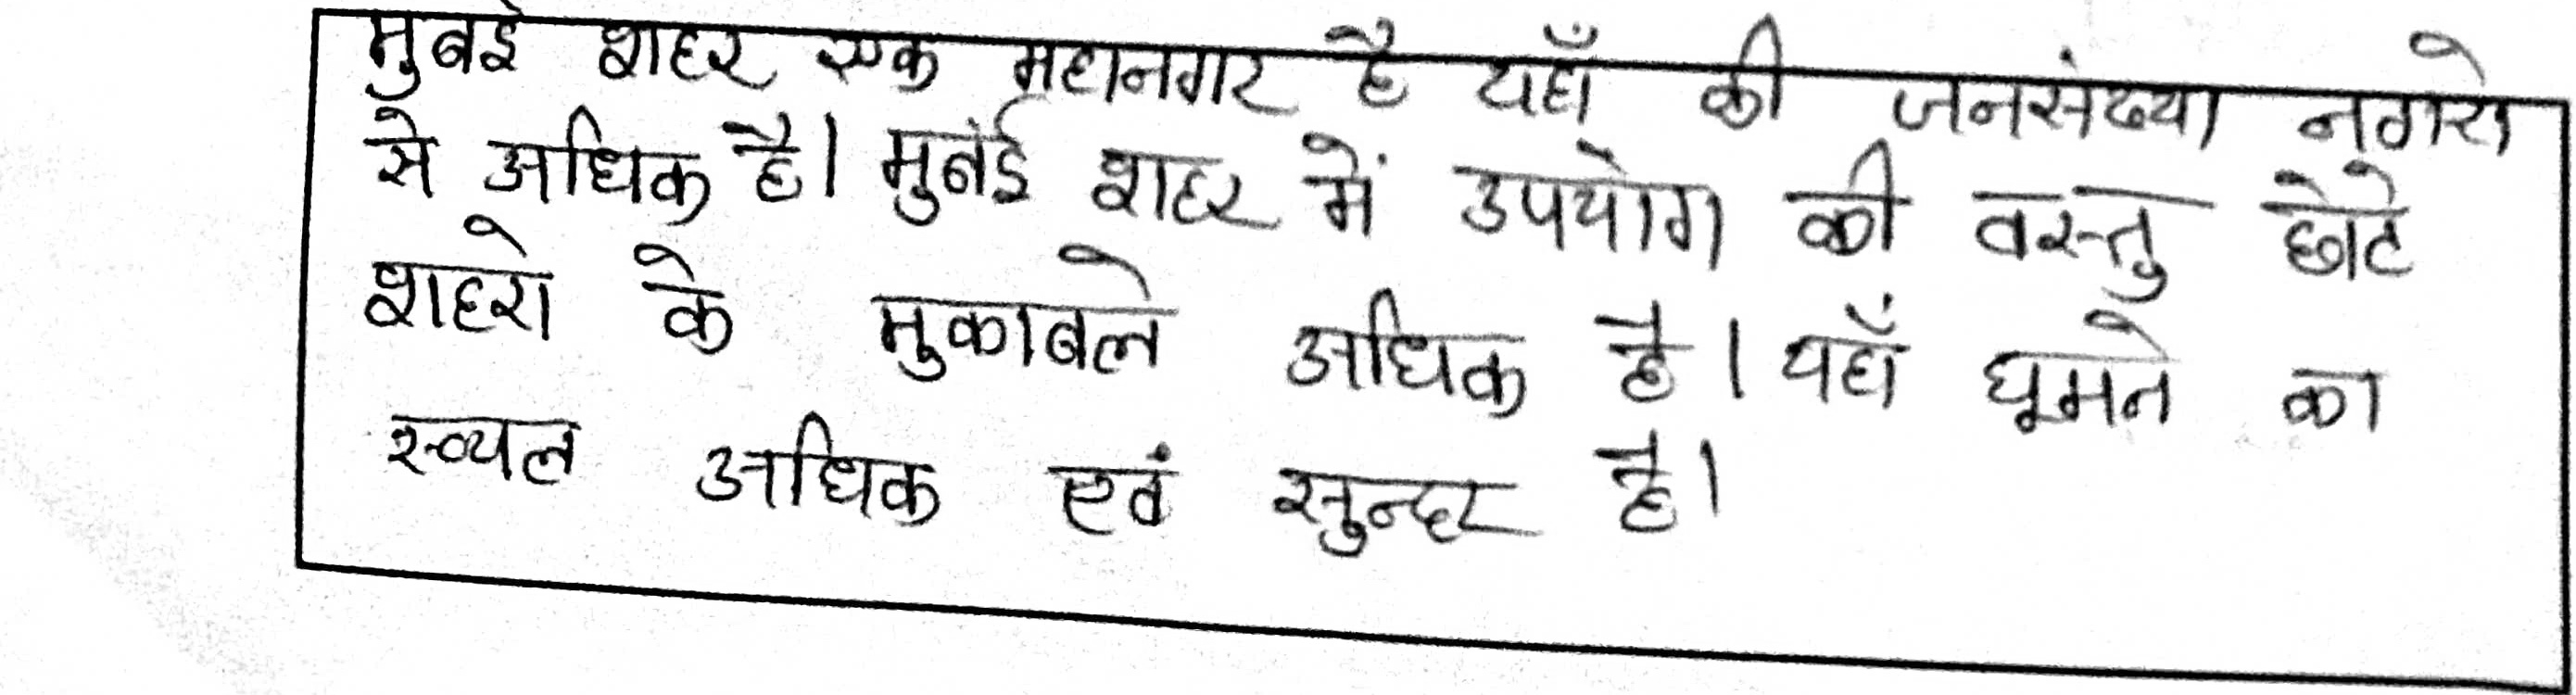 मुबई शहर एक महानगर है यहाँ की जनसंख्या नगरो
से अधिक है। मुबंई शहर में उपयोग की वस्तु छोटे
शहरो के मुकाबले अधिक है। यहाँ घूमने का
स्थल अधिक एवं सुन्दर है।